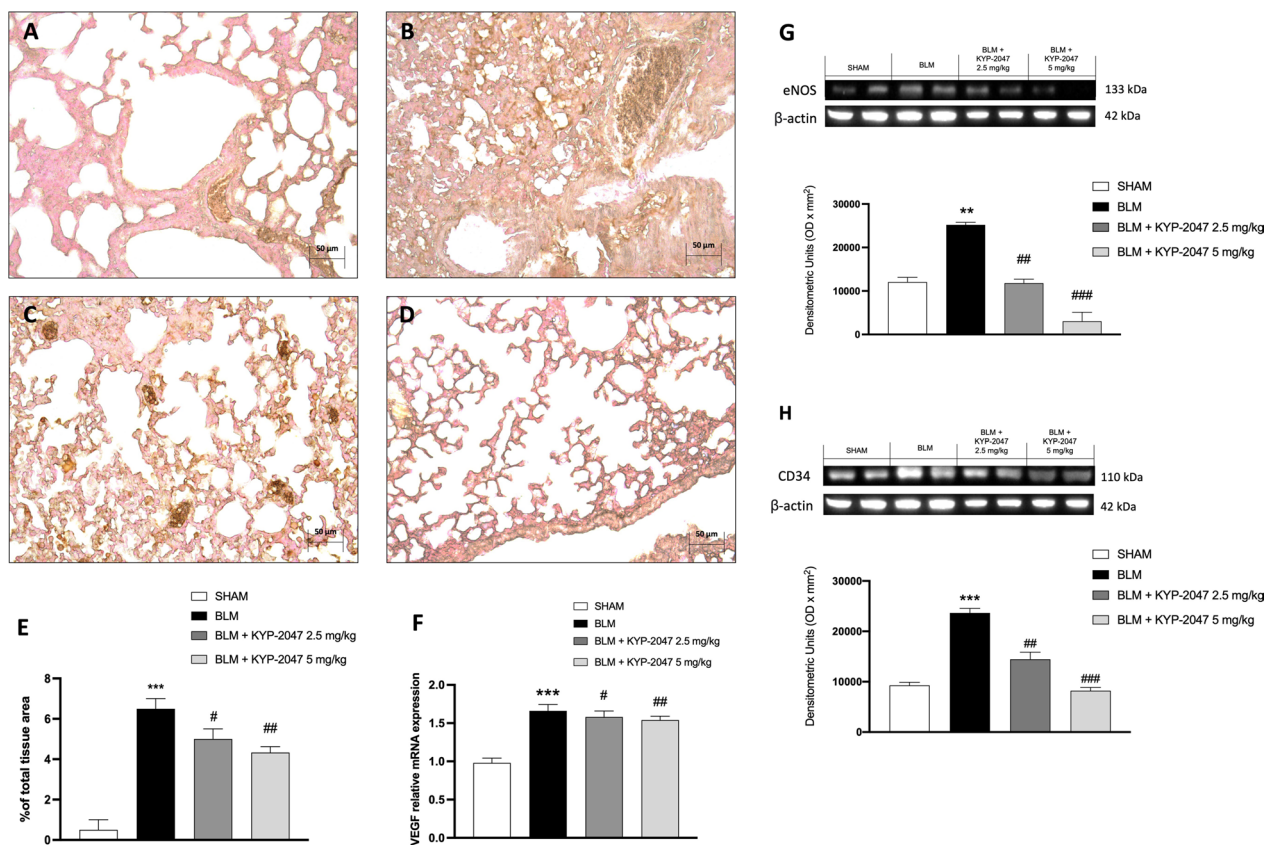 A
50 µm
B
50 µm
C
50 µm
D
50 µm
E
SHAM
BLM
BLM + KYP-2047 2.5 mg/kg
BLM + KYP-2047 5 mg/kg
%of total tissue area
8
6
4
2
0
***
#
##
F
SHAM
BLM
BLM + KYP-2047 2.5 mg/kg
BLM + KYP-2047 5 mg/kg
VEGF relative mRNA expression
2.0
1.5
1.0
0.5
0.0
***
#
##
G
SHAM
BLM
BLM +
KYP-2047
2.5 mg/kg
BLM +
KYP-2047
5 mg/kg
eNOS
133 kDa
β-actin
42 kDa
SHAM
BLM
BLM + KYP-2047 2.5 mg/kg
BLM + KYP-2047 5 mg/kg
Densitometric Units (OD x mm²)
30000
20000
10000
0
**
##
###
H
SHAM
BLM
BLM +
KYP-2047
2.5 mg/kg
BLM +
KYP-2047
5 mg/kg
CD34
110 kDa
β-actin
42 kDa
SHAM
BLM
BLM + KYP-2047 2.5 mg/kg
BLM + KYP-2047 5 mg/kg
Densitometric Units (OD x mm²)
30000
20000
10000
0
***
##
###